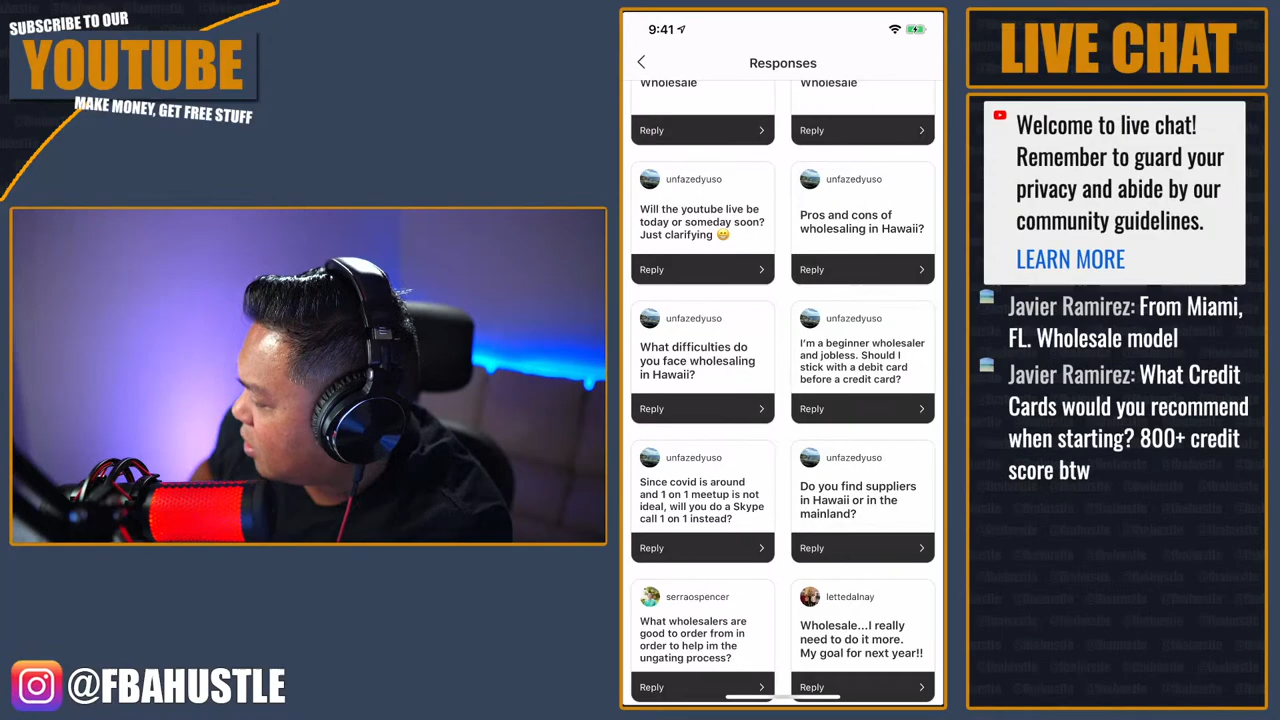 SUBSCRIBE TO OUR
YOUTUBE
MAKE MONEY, GET FREE STUFF
@FBAHUSTLE
9:41
Responses
Wholesale
Reply
Wholesale
Reply
unfazedyuso
Will the youtube live be
today or someday soon?
Just clarifying 😁
Reply
unfazedyuso
Pros and cons of
wholesaling in Hawaii?
Reply
unfazedyuso
What difficulties do
you face wholesaling
in Hawaii?
Reply
unfazedyuso
I'm a beginner wholesaler
and jobless. Should I
stick with a debit card
before a credit card?
Reply
unfazedyuso
Since covid is around
and 1 on 1 meetup is not
ideal, will you do a Skype
call 1 on 1 instead?
Reply
unfazedyuso
Do you find suppliers
in Hawaii or in the
mainland?
Reply
serraospencer
What wholesalers are
good to order from in
order to help im the
ungating process?
Reply
lettedalnay
Wholesale...I really
need to do it more.
My goal for next year!!
Reply
LIVE CHAT
Welcome to live chat!
Remember to guard your
privacy and abide by our
community guidelines.
LEARN MORE
Javier Ramirez: From Miami,
FL. Wholesale model
Javier Ramirez: What Credit
Cards would you recommend
when starting? 800+ credit
score btw